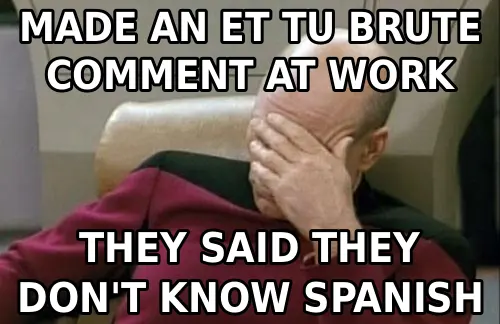 MADE AN ET TU BRUTE
COMMENT AT WORK
THEY SAID THEY
DON'T KNOW SPANISH